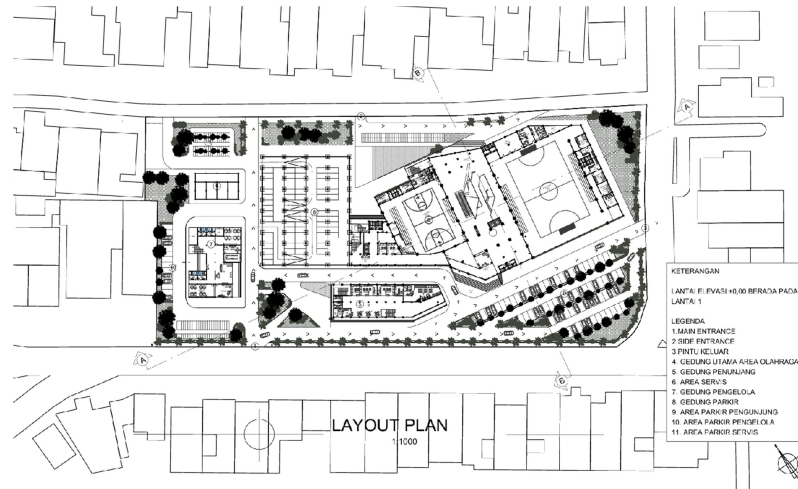 B
A
KETERANGAN
LANTAI ELEVASI ±0,00 BERADA PADA
LANTAI 1
LEGENDA
1.MAIN ENTRANCE
2 SIDE ENTRANCE
3.PINTU KELUAR
4. GEDUNG UTAMA AREA OLAHRAGA
5. GEDUNG PENUNJANG
6. AREA SERVIS
7. GEDUNG PENGELOLA
8 GEDUNG PARKIR
9. AREA PARKIR PENGUNJUNG
10. AREA PARKIR PENGELOLA
11. AREA PARKIR SERVIS
A
B
LAYOUT PLAN
1:1000